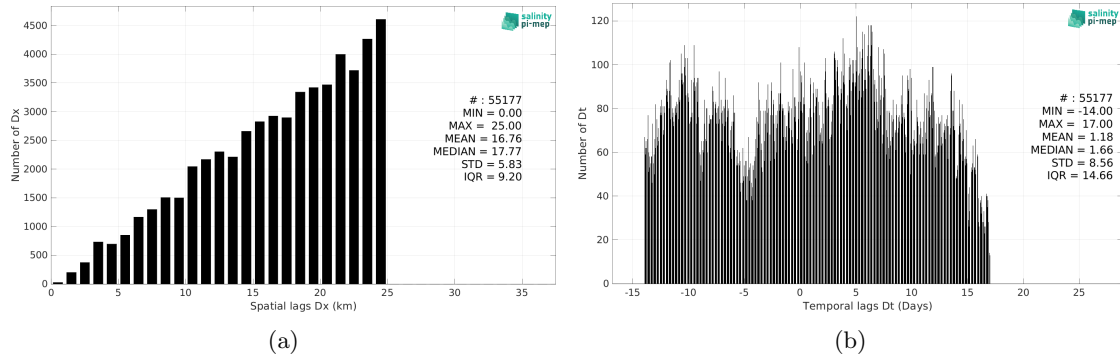 salinity
pi-mep
4500
4000
3500
3000
2500
2000
1500
1000
500
0
Number of Dx
# : 55177
MIN = 0.00
MAX = 25.00
MEAN = 16.76
MEDIAN = 17.77
STD = 5.83
IQR = 9.20
0 5 10 15 20 25 30 35
Spatial lags Dx (km)
(a)
salinity
pi-mep
120
100
80
60
40
20
0
Number of Dt
# : 55177
MIN = -14.00
MAX = 17.00
MEAN = 1.18
MEDIAN = 1.66
STD = 8.56
IQR = 14.66
-15 -10 -5 0 5 10 15 20 25
Temporal lags Dt (Days)
(b)